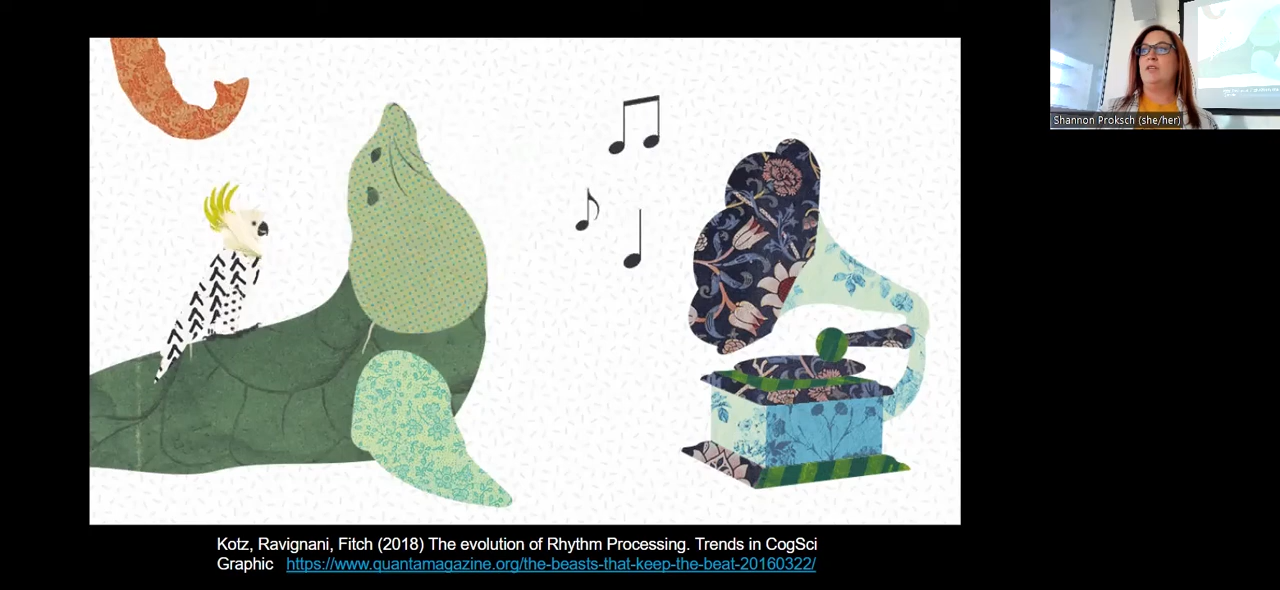 Shannon Proksch (she/her)
Kotz, Ravignani, Fitch (2018) The evolution of Rhythm Processing. Trends in CogSci
Graphic https://www.quantamagazine.org/the-beasts-that-keep-the-beat-20160322/